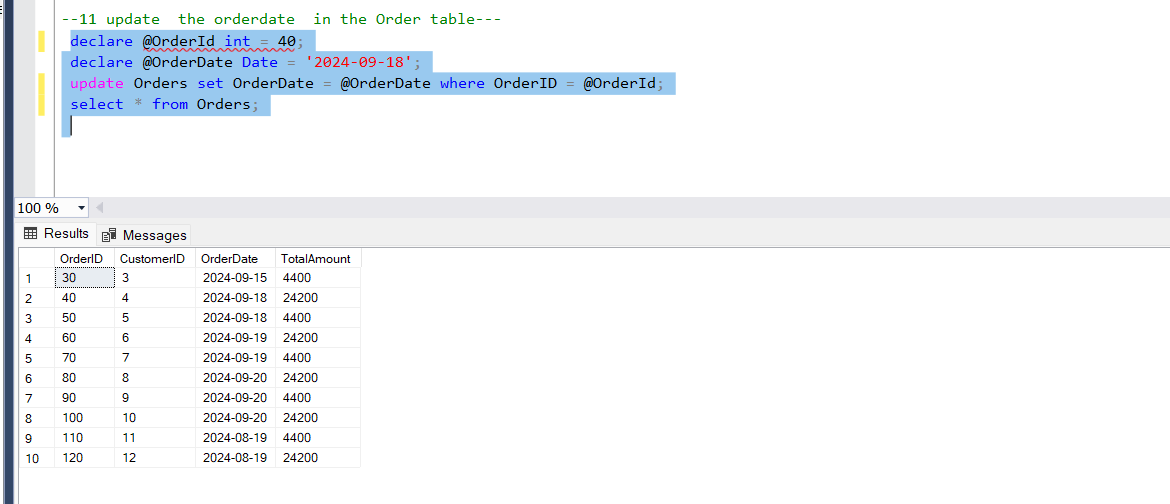 --11 update  the orderdate  in the Order table---
declare @OrderId int = 40;
declare @OrderDate Date = '2024-09-18';
update Orders set OrderDate = @OrderDate where OrderID = @OrderId;
select * from Orders;
100 %
Results Messages
OrderID CustomerID OrderDate TotalAmount
1 30 3 2024-09-15 4400
2 40 4 2024-09-18 24200
3 50 5 2024-09-18 4400
4 60 6 2024-09-19 24200
5 70 7 2024-09-19 4400
6 80 8 2024-09-20 24200
7 90 9 2024-09-20 4400
8 100 10 2024-09-20 24200
9 110 11 2024-08-19 4400
10 120 12 2024-08-19 24200